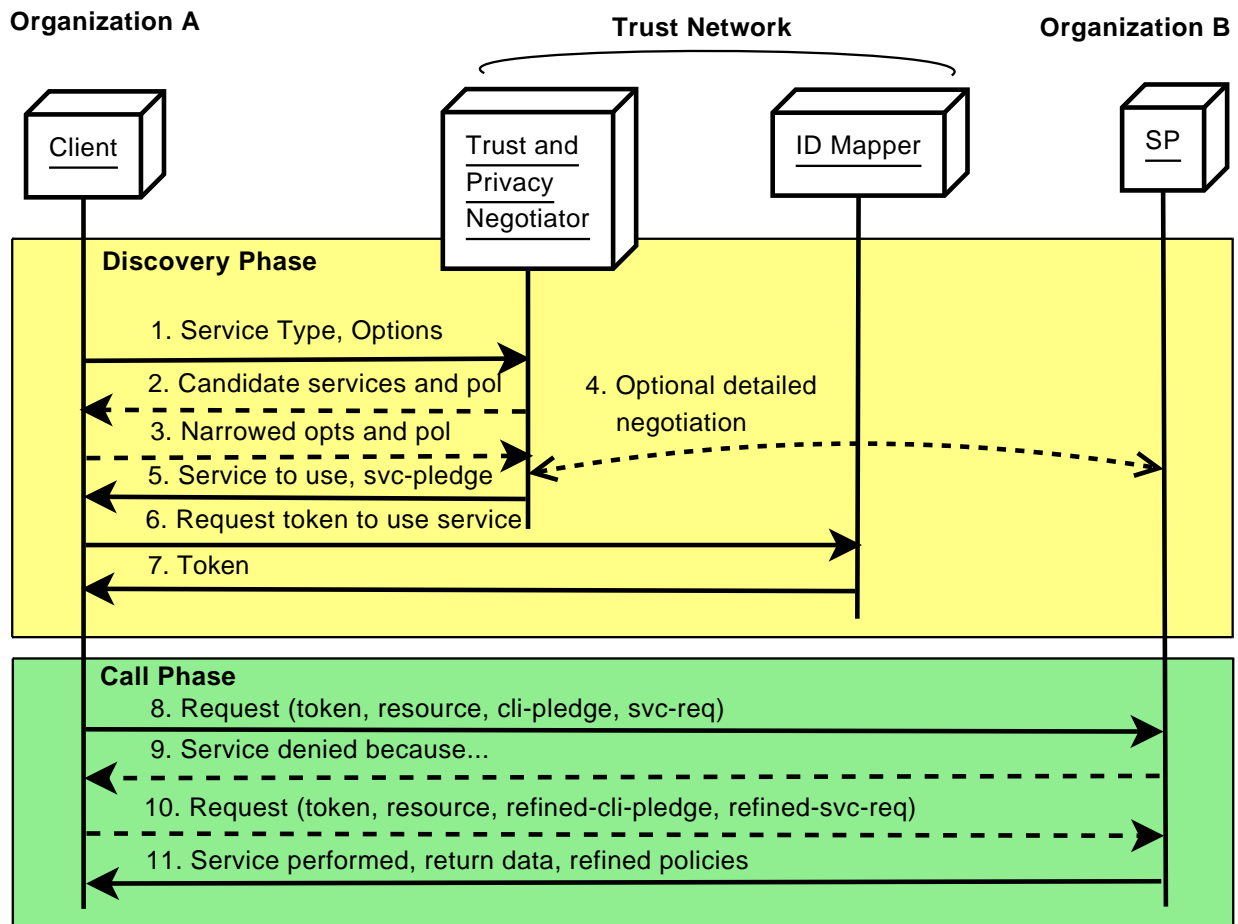 Organization A
Trust Network
Organization B
Client
Trust and
Privacy
Negotiator
ID Mapper
SP
Discovery Phase
1. Service Type, Options
2. Candidate services and pol
3. Narrowed opts and pol
4. Optional detailed
negotiation
5. Service to use, svc-pledge
6. Request token to use service
7. Token
Call Phase
8. Request (token, resource, cli-pledge, svc-req)
9. Service denied because...
10. Request (token, resource, refined-cli-pledge, refined-svc-req)
11. Service performed, return data, refined policies